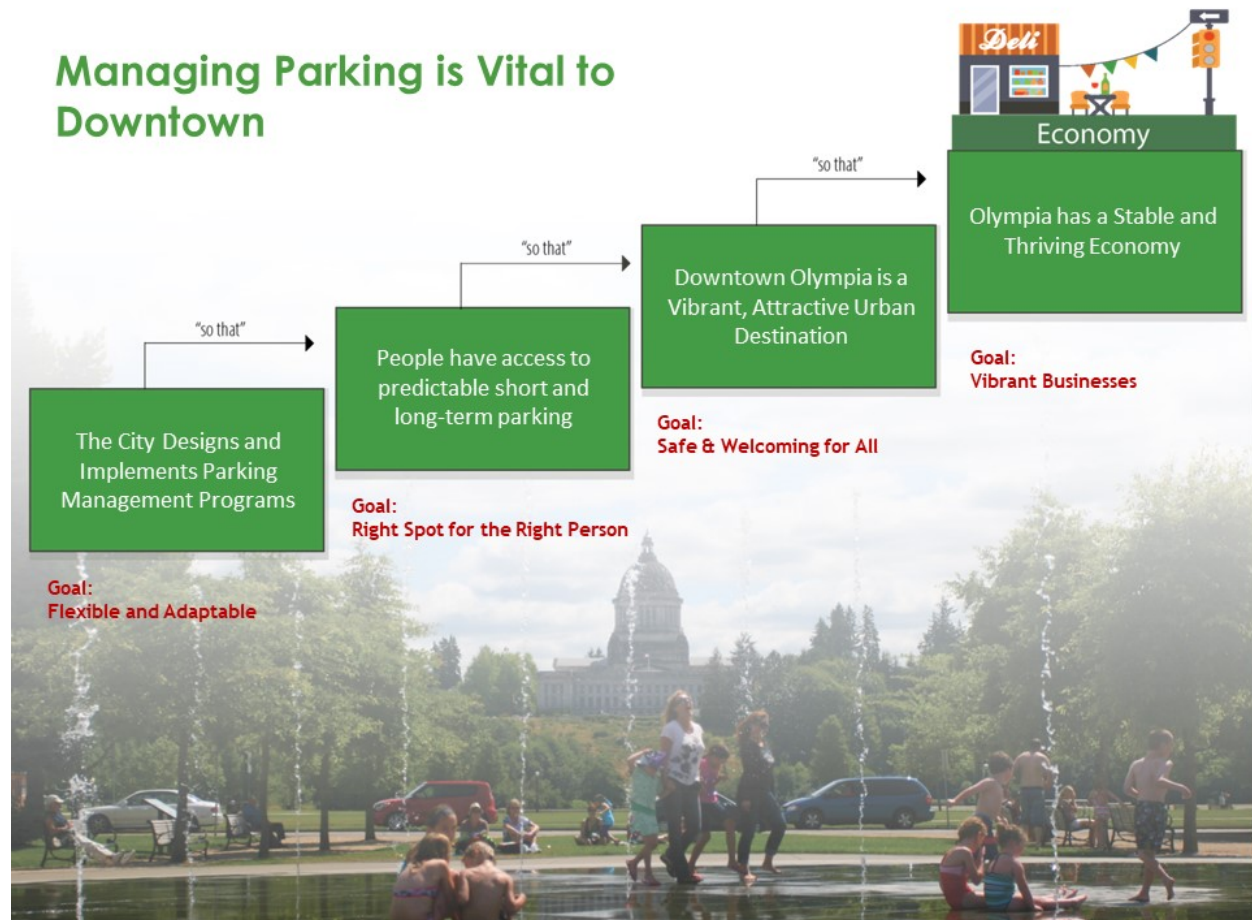 Managing Parking is Vital to
Downtown
Deli
Economy
"so that"
Olympia has a Stable and
Thriving Economy
Goal:
Vibrant Businesses
"so that"
Downtown Olympia is a
Vibrant, Attractive Urban
Destination
Goal:
Safe & Welcoming for All
"so that"
People have access to
predictable short and
long-term parking
Goal:
Right Spot for the Right Person
The City Designs and
Implements Parking
Management Programs
Goal:
Flexible and Adaptable